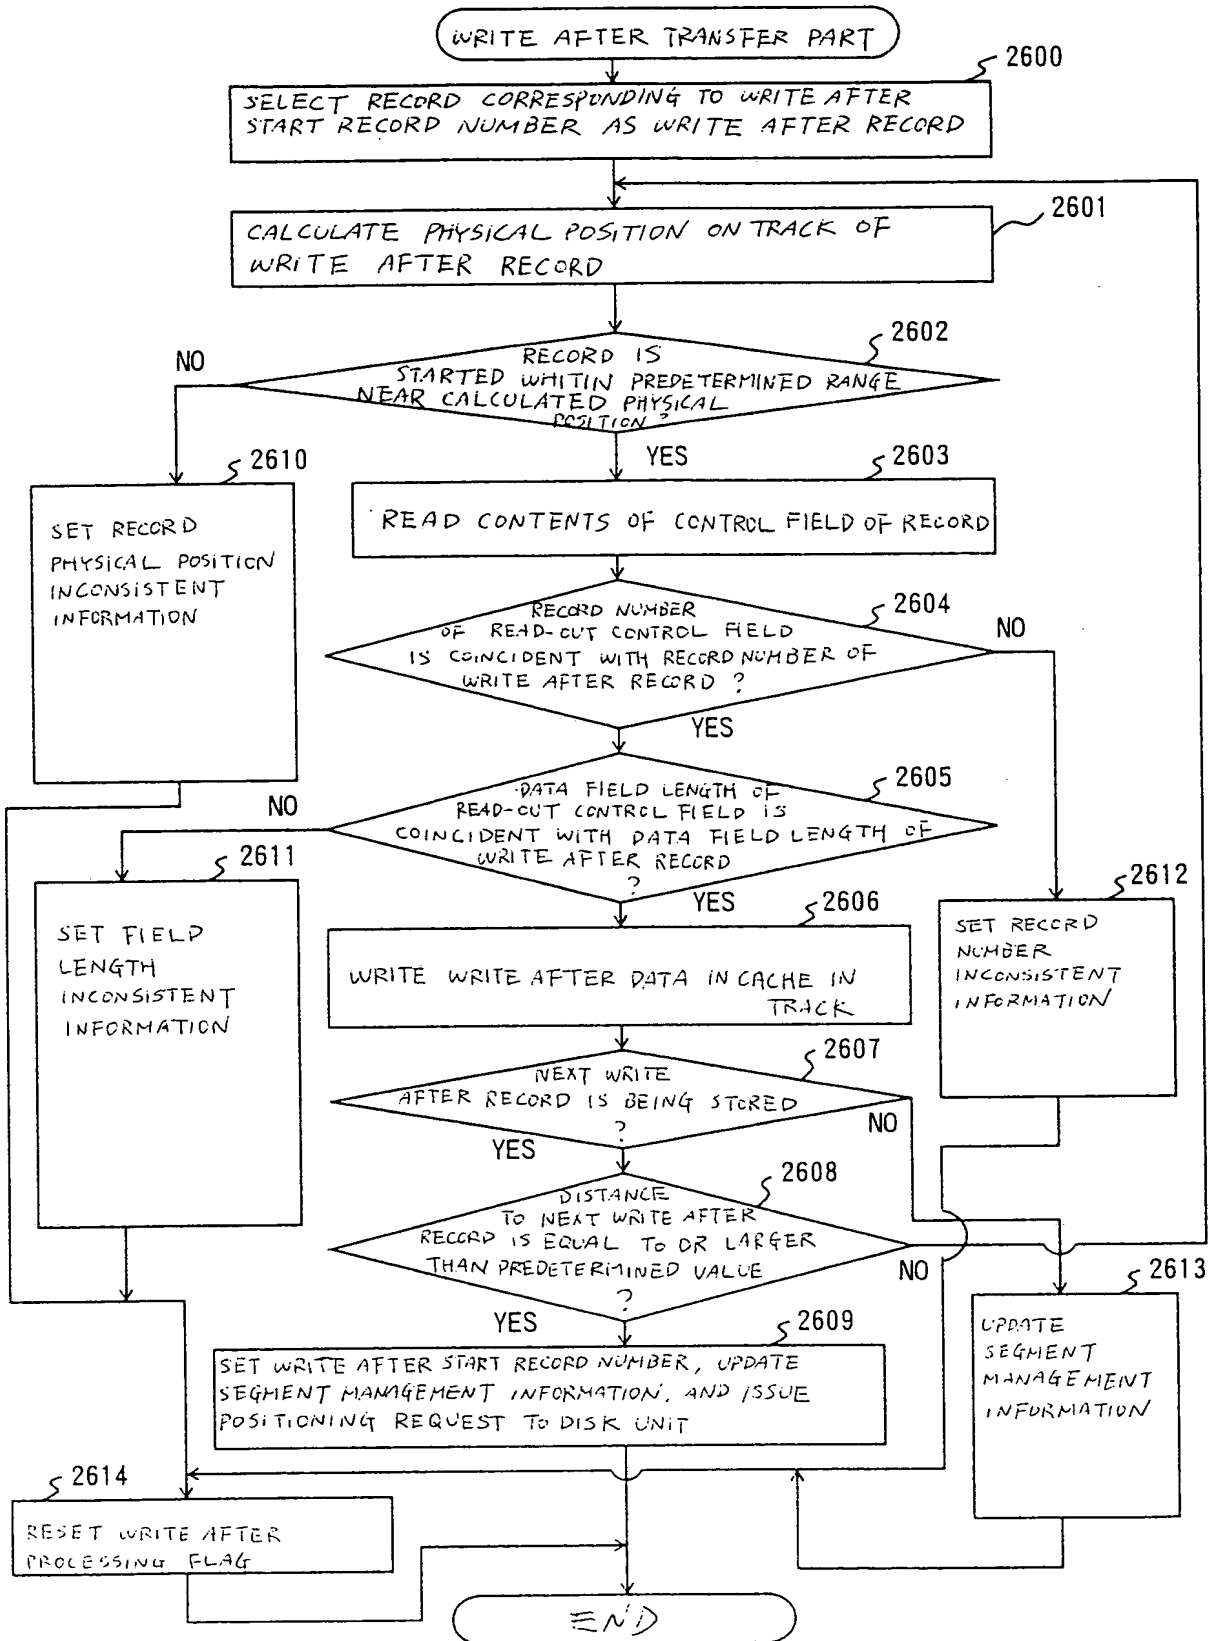 WRITE AFTER TRANSFER PART
2600
SELECT RECORD CORRESPONDING TO WRITE AFTER
START RECORD NUMBER AS WRITE AFTER RECORD
2601
CALCULATE PHYSICAL POSITION ON TRACK OF
WRITE AFTER RECORD
2602
NO
RECORD IS
STARTED WHITIN PREDETERMINED RANGE
NEAR CALCULATED PHYSICAL
POSITION?
YES
2610
SET RECORD
PHYSICAL POSITION
INCONSISTENT
INFORMATION
2603
READ CONTENTS OF CONTROL FIELD OF RECORD
2604
RECORD NUMBER
OF READ-OUT CONTROL FIELD
IS COINCIDENT WITH RECORD NUMBER OF
WRITE AFTER RECORD ?
NO
YES
2605
NO
DATA FIELD LENGTH OF
READ-OUT CONTROL FIELD IS
COINCIDENT WITH DATA FIELD LENGTH OF
WRITE AFTER RECORD
?
YES
2611
SET FIELD
LENGTH
INCONSISTENT
INFORMATION
2606
WRITE WRITE AFTER DATA IN CACHE IN
TRACK
2612
SET RECORD
NUMBER
INCONSISTENT
INFORMATION
2607
NEXT WRITE
AFTER RECORD IS BEING STORED
?
NO
YES
2608
DISTANCE
TO NEXT WRITE AFTER
RECORD IS EQUAL TO OR LARGER
THAN PREDETERMINED VALUE
?
NO
YES
2613
UPDATE
SEGMENT
MANAGEMENT
INFORMATION
2609
SET WRITE AFTER START RECORD NUMBER, UPDATE
SEGMENT MANAGEMENT INFORMATION, AND ISSUE
POSITIONING REQUEST TO DISK UNIT
2614
RESET WRITE AFTER
PROCESSING FLAG
END